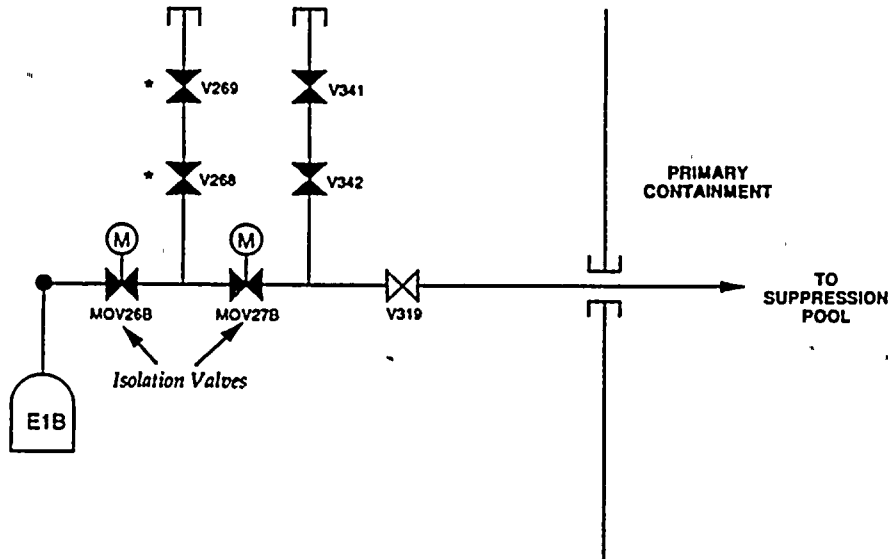 * V269
V341
* V268
V342
PRIMARY
CONTAINMENT
M
M
MOV26B
MOV27B
V319
TO
SUPPRESSION
POOL
Isolation Valves
E1B